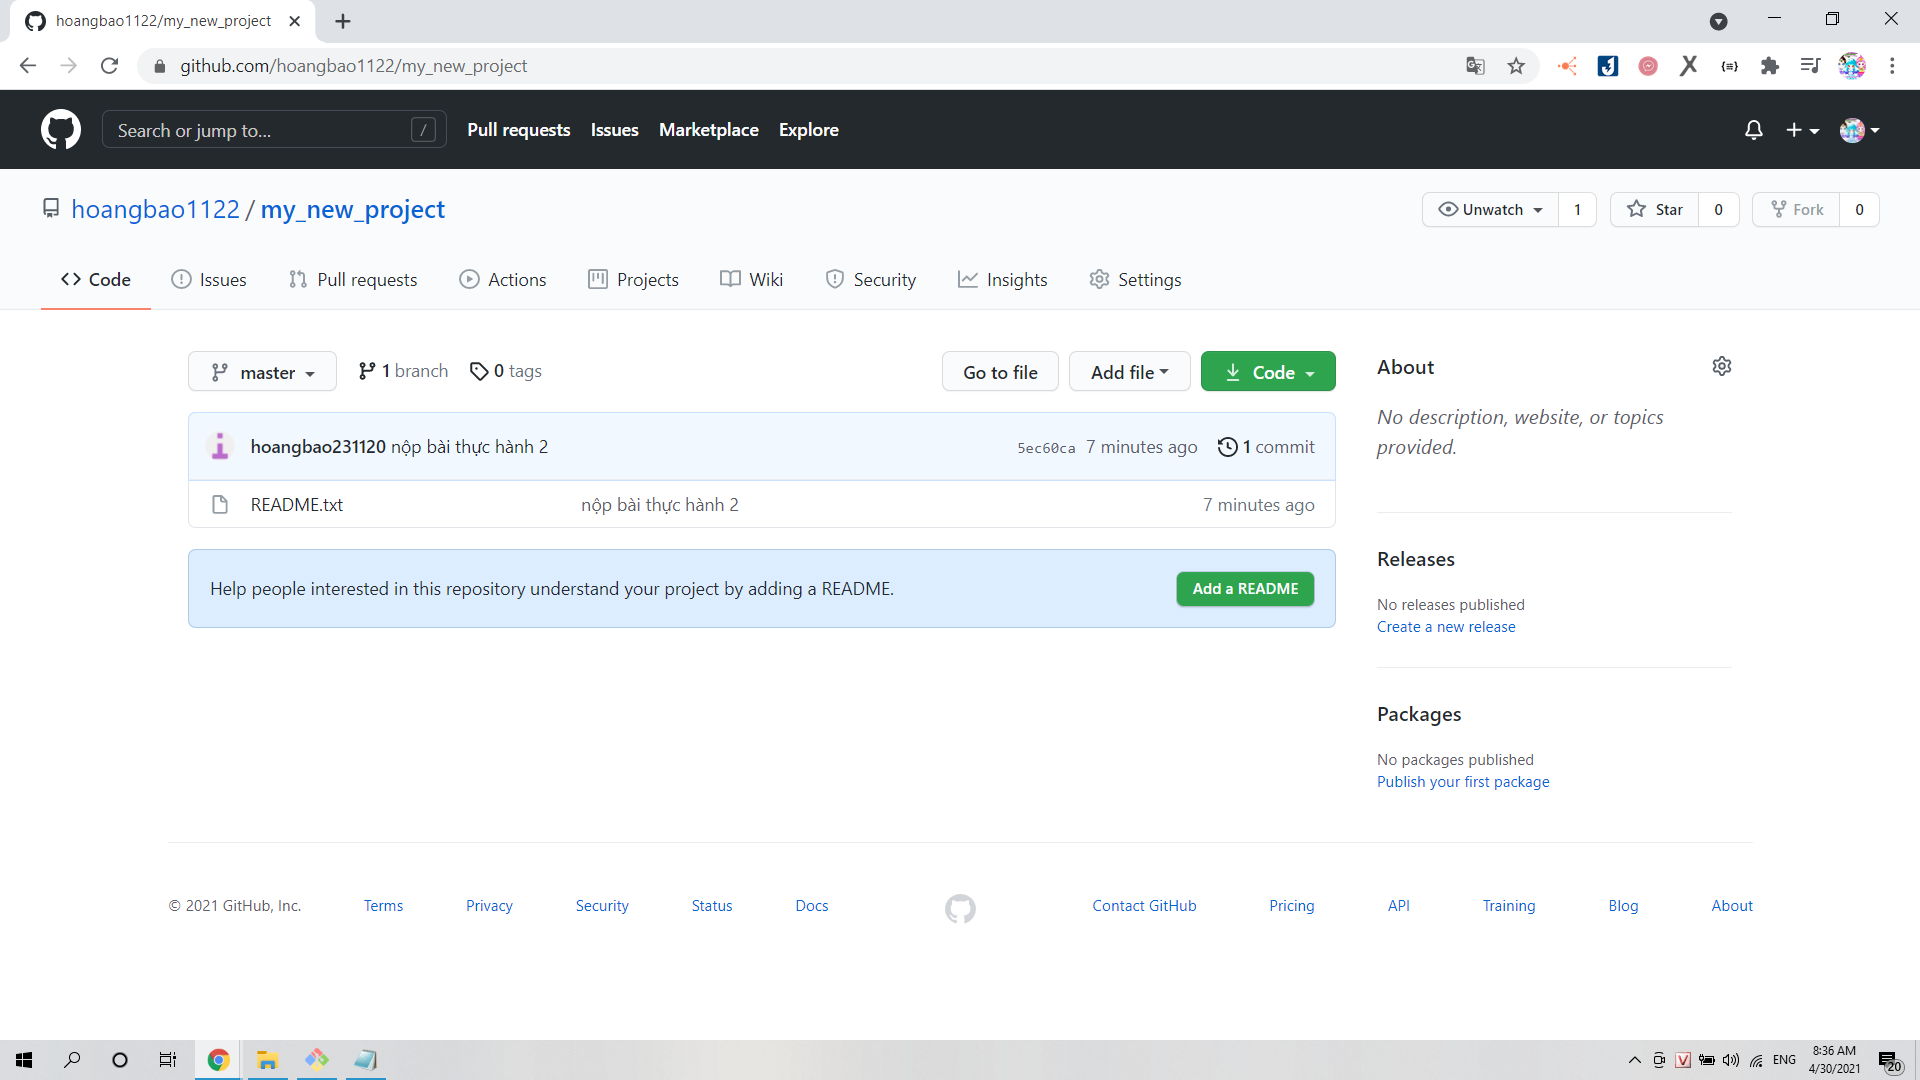 hoangbao1122/my_new_project
github.com/hoangbao1122/my_new_project
Search or jump to... /
Pull requests Issues Marketplace Explore
hoangbao1122 / my_new_project
Unwatch 1 Star 0 Fork 0
Code Issues Pull requests Actions Projects Wiki Security Insights Settings
master 1 branch 0 tags Go to file Add file Code
hoangbao231120 nộp bài thực hành 2 5ec60ca 7 minutes ago 1 commit
README.txt nộp bài thực hành 2 7 minutes ago
Help people interested in this repository understand your project by adding a README. Add a README
About
No description, website, or topics
provided.
Releases
No releases published
Create a new release
Packages
No packages published
Publish your first package
© 2021 GitHub, Inc. Terms Privacy Security Status Docs Contact GitHub Pricing API Training Blog About
ENG
8:36 AM
4/30/2021
20